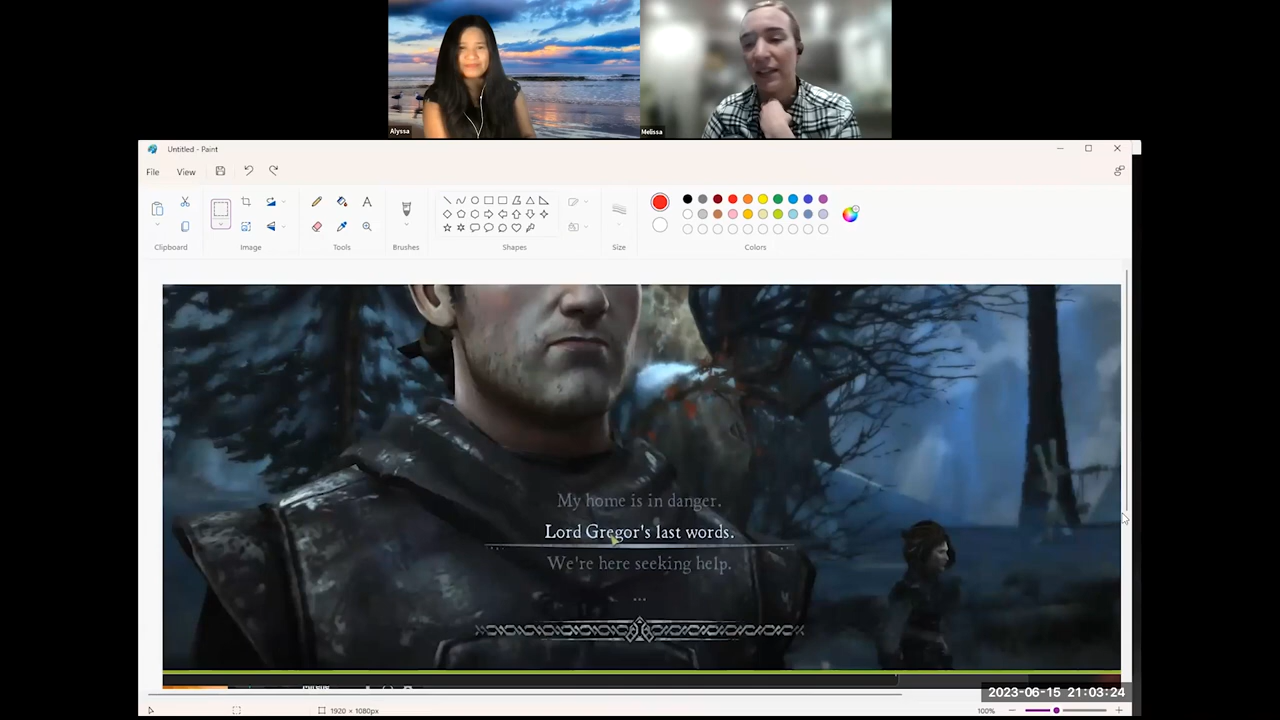 Alyssa
Melissa
Untitled - Paint
File
View
Clipboard
Image
Tools
Brushes
Shapes
Size
Colors
My home is in danger.
Lord Gregor's last words.
We're here seeking help.
...
2023-06-15 21:03:24
1920 × 1080px
100%